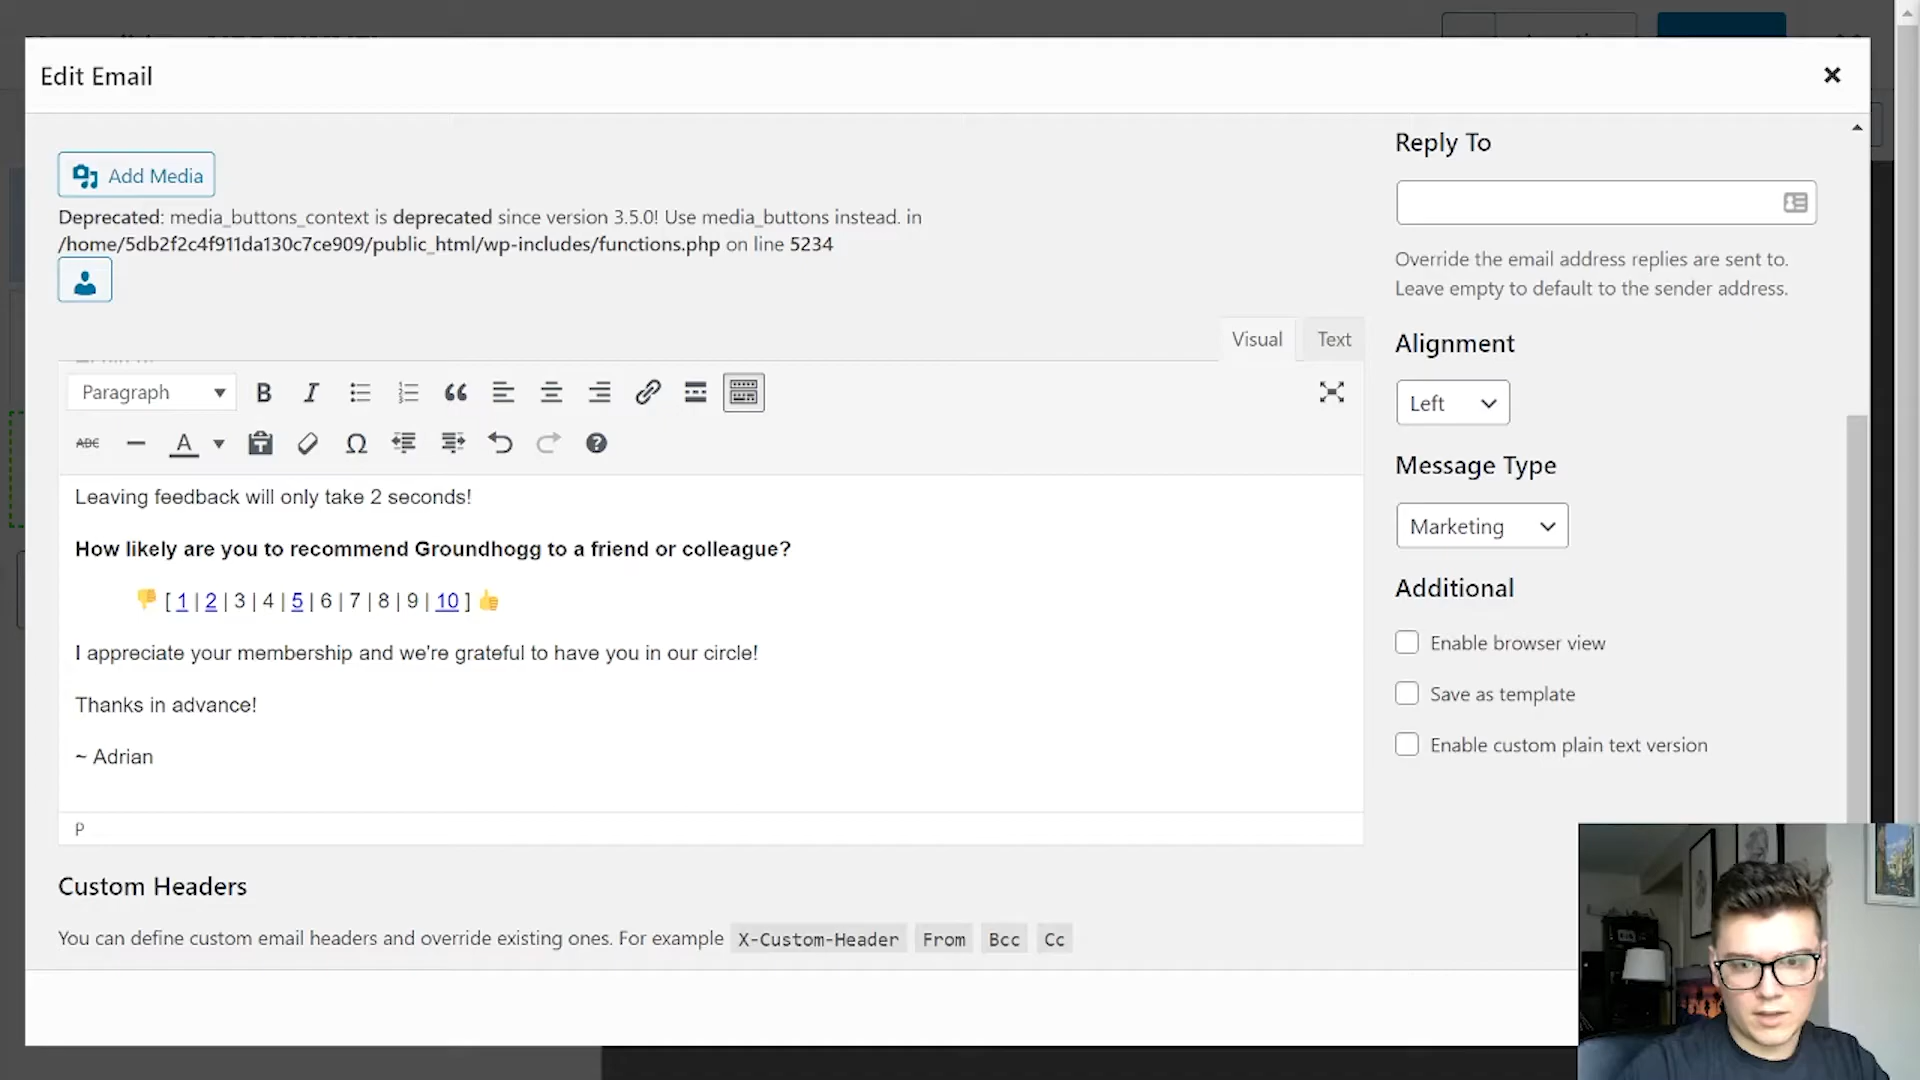 Edit Email
Add Media
Deprecated: media_buttons_context is deprecated since version 3.5.0! Use media_buttons instead. in
/home/5db2f2c4f911da130c7ce909/public_html/wp-includes/functions.php on line 5234
Visual Text
Paragraph
Leaving feedback will only take 2 seconds!
How likely are you to recommend Groundhogg to a friend or colleague?
👎 [ 1 | 2 | 3 | 4 | 5 | 6 | 7 | 8 | 9 | 10 ] 👍
I appreciate your membership and we're grateful to have you in our circle!
Thanks in advance!
~ Adrian
P
Custom Headers
You can define custom email headers and override existing ones. For example X-Custom-Header From Bcc Cc
Reply To
Override the email address replies are sent to.
Leave empty to default to the sender address.
Alignment
Left
Message Type
Marketing
Additional
Enable browser view
Save as template
Enable custom plain text version